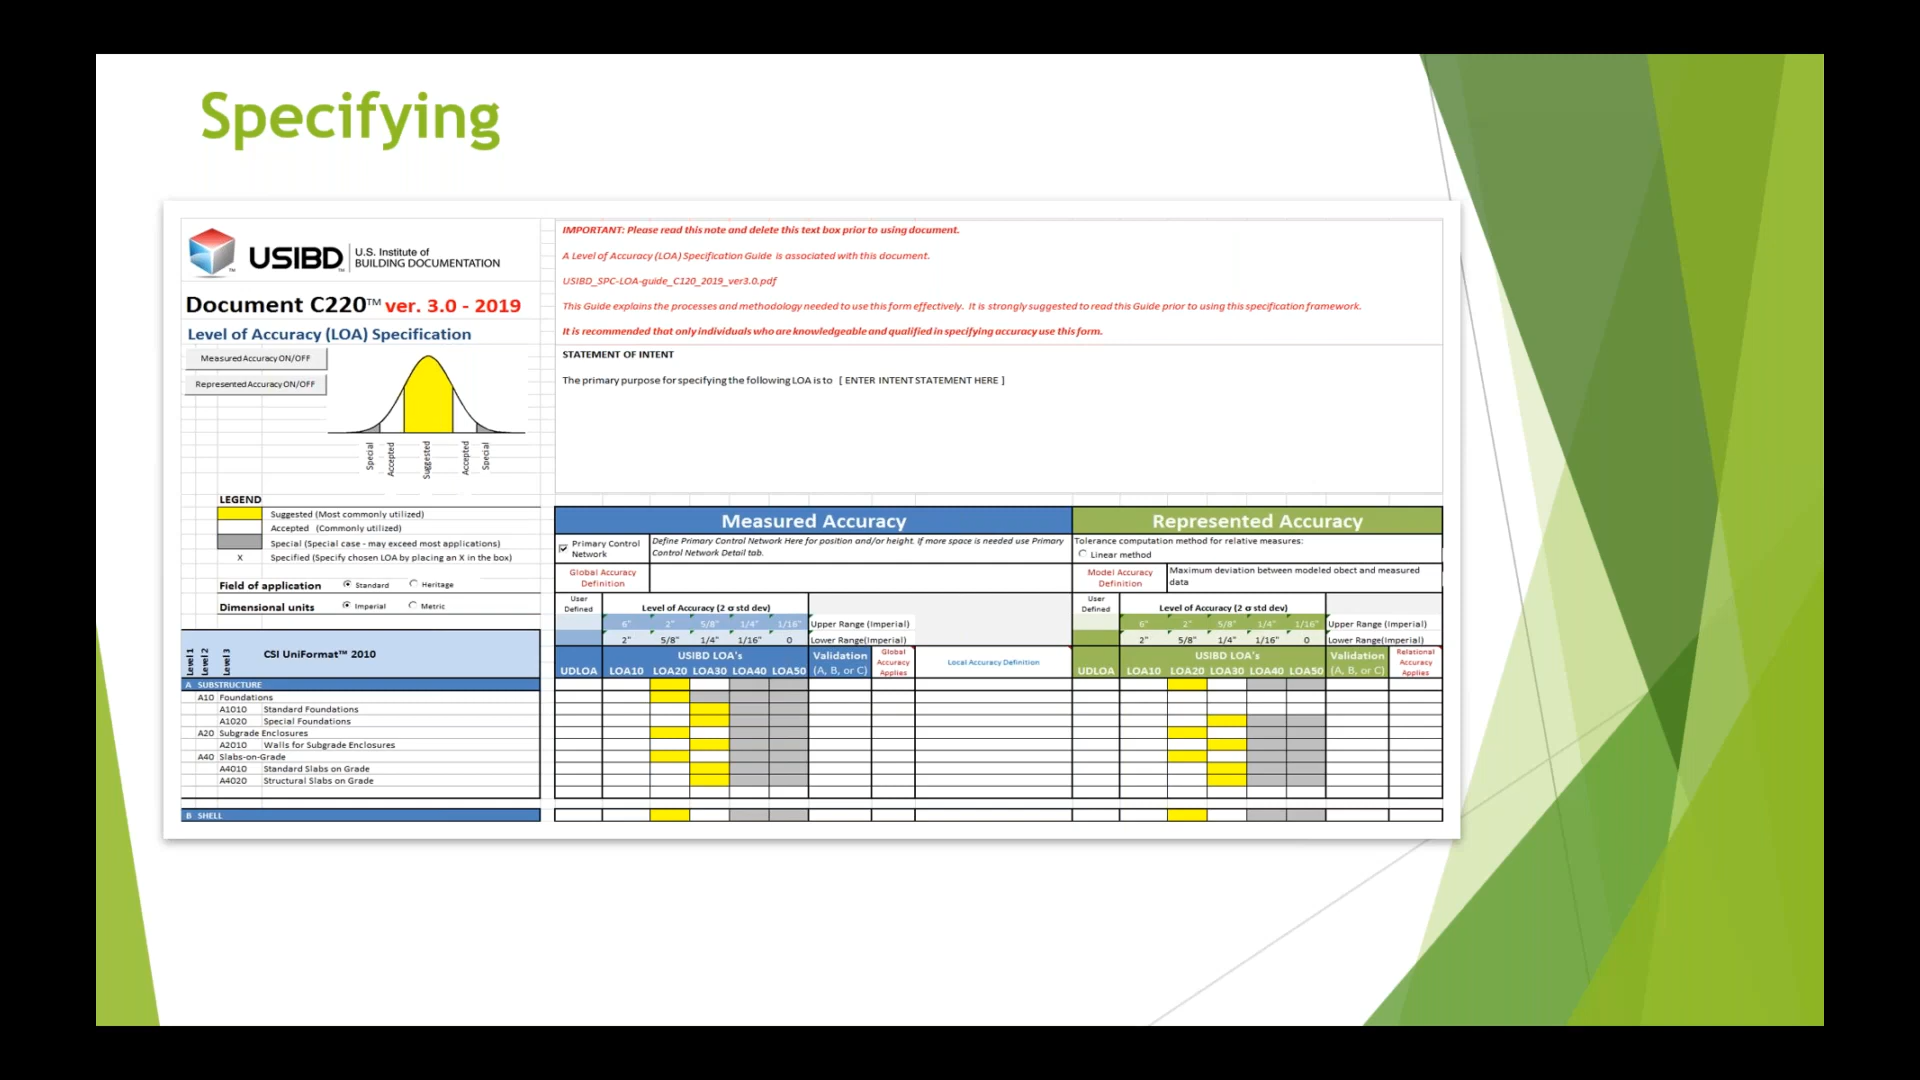 Specifying
USIBD
U.S. Institute of
BUILDING DOCUMENTATION
Document C220™ ver. 3.0 - 2019
Level of Accuracy (LOA) Specification
Measured Accuracy ON/OFF
Represented Accuracy ON/OFF
Special
Accepted
Suggested
Accepted
Special
LEGEND
Suggested (Most commonly utilized)
Accepted (Commonly utilized)
Special (Special case - may exceed most applications)
X Specified (Specify chosen LOA by placing an X in the box)
Field of application Standard Heritage
Dimensional units Imperial Metric
IMPORTANT: Please read this note and delete this text box prior to using document.
A Level of Accuracy (LOA) Specification Guide is associated with this document.
USIBD_SPC-LOA-guide_C120_2019_ver3.0.pdf
This Guide explains the processes and methodology needed to use this form effectively. It is strongly suggested to read this Guide prior to using this specification framework.
It is recommended that only individuals who are knowledgeable and qualified in specifying accuracy use this form.
STATEMENT OF INTENT
The primary purpose for specifying the following LOA is to [ ENTER INTENT STATEMENT HERE ]
Measured Accuracy
Primary Control
Network
Define Primary Control Network Here for position and/or height. If more space is needed use Primary
Control Network Detail tab.
Global Accuracy
Definition
User
Defined
Level of Accuracy (2 σ std dev)
6" 2" 5/8" 1/4" 1/16" Upper Range (Imperial)
2" 5/8" 1/4" 1/16" 0 Lower Range(Imperial)
USIBD LOA's
UDLOA LOA10 LOA20 LOA30 LOA40 LOA50
Validation
(A, B, or C)
Global
Accuracy
Applies
Local Accuracy Definition
Represented Accuracy
Tolerance computation method for relative measures:
Linear method
Model Accuracy
Definition
Maximum deviation between modeled obect and measured
data
User
Defined
Level of Accuracy (2 σ std dev)
6" 2" 5/8" 1/4" 1/16" Upper Range (Imperial)
2" 5/8" 1/4" 1/16" 0 Lower Range(Imperial)
USIBD LOA's
UDLOA LOA10 LOA20 LOA30 LOA40 LOA50
Validation
(A, B, or C)
Relational
Accuracy
Applies
Level 1
Level 2
Level 3
CSI UniFormat™ 2010
A SUBSTRUCTURE
A10 Foundations
A1010 Standard Foundations
A1020 Special Foundations
A20 Subgrade Enclosures
A2010 Walls for Subgrade Enclosures
A40 Slabs-on-Grade
A4010 Standard Slabs on Grade
A4020 Structural Slabs on Grade
B SHELL